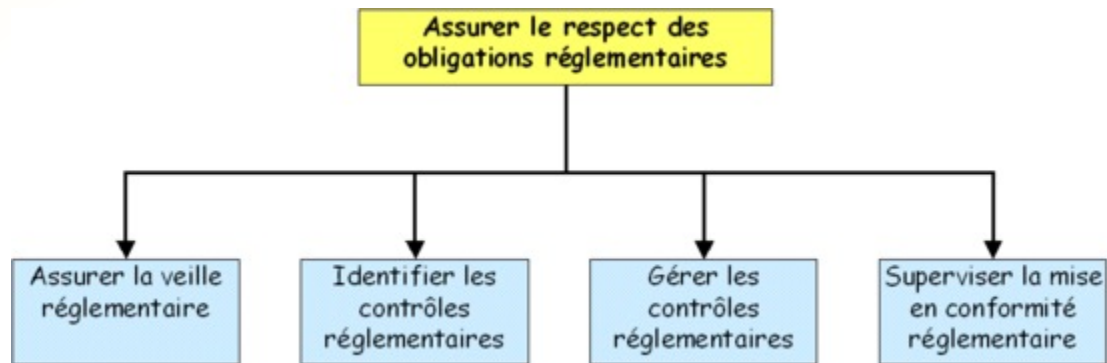 Assurer le respect des
obligations réglementaires
Assurer la veille
réglementaire
Identifier les
contrôles
réglementaires
Gérer les
contrôles
réglementaires
Superviser la mise
en conformité
réglementaire